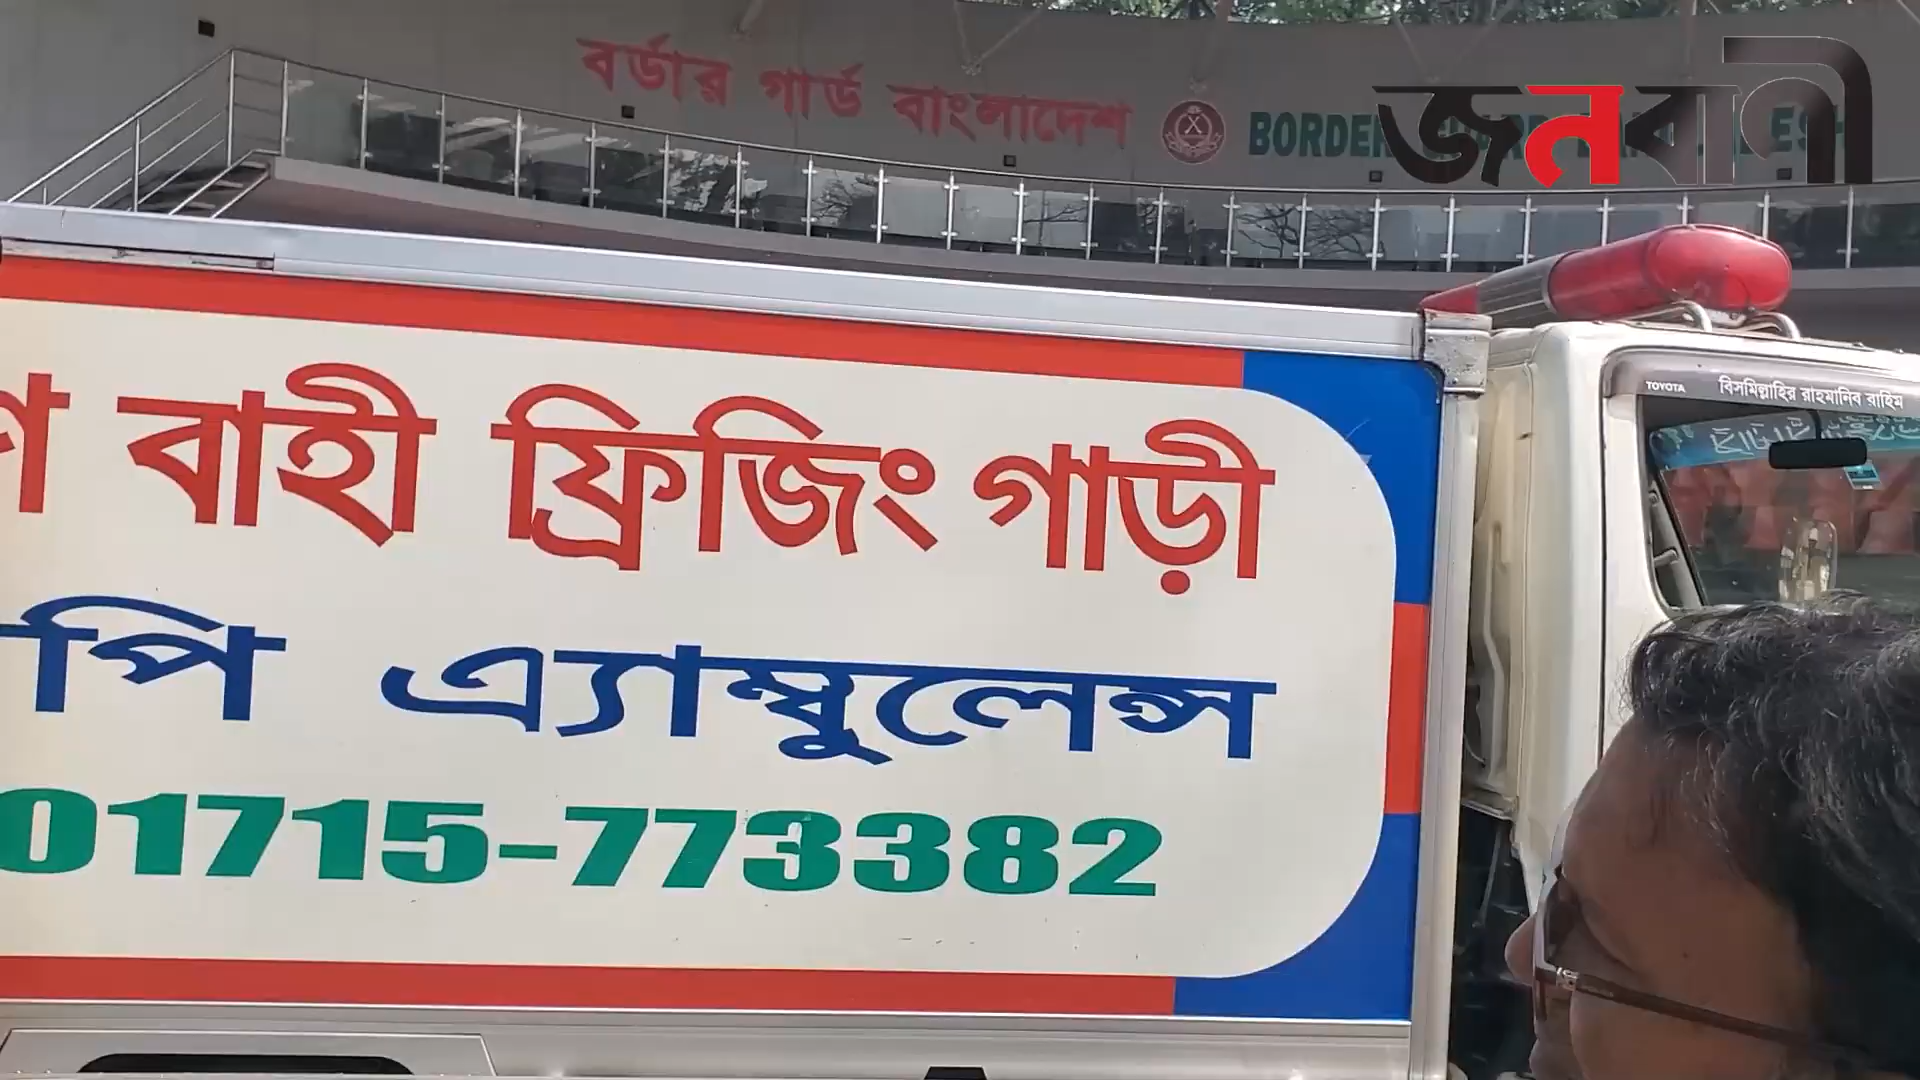 বর্ডার গার্ড বাংলাদেশ
BORDER
জনবাণী
TOYOTA বিসমিল্লাহির রাহমানিব রাহিম
বাহী ফ্রিজিং গাড়ী
পি এ্যাম্বুলেন্স
01715-773382